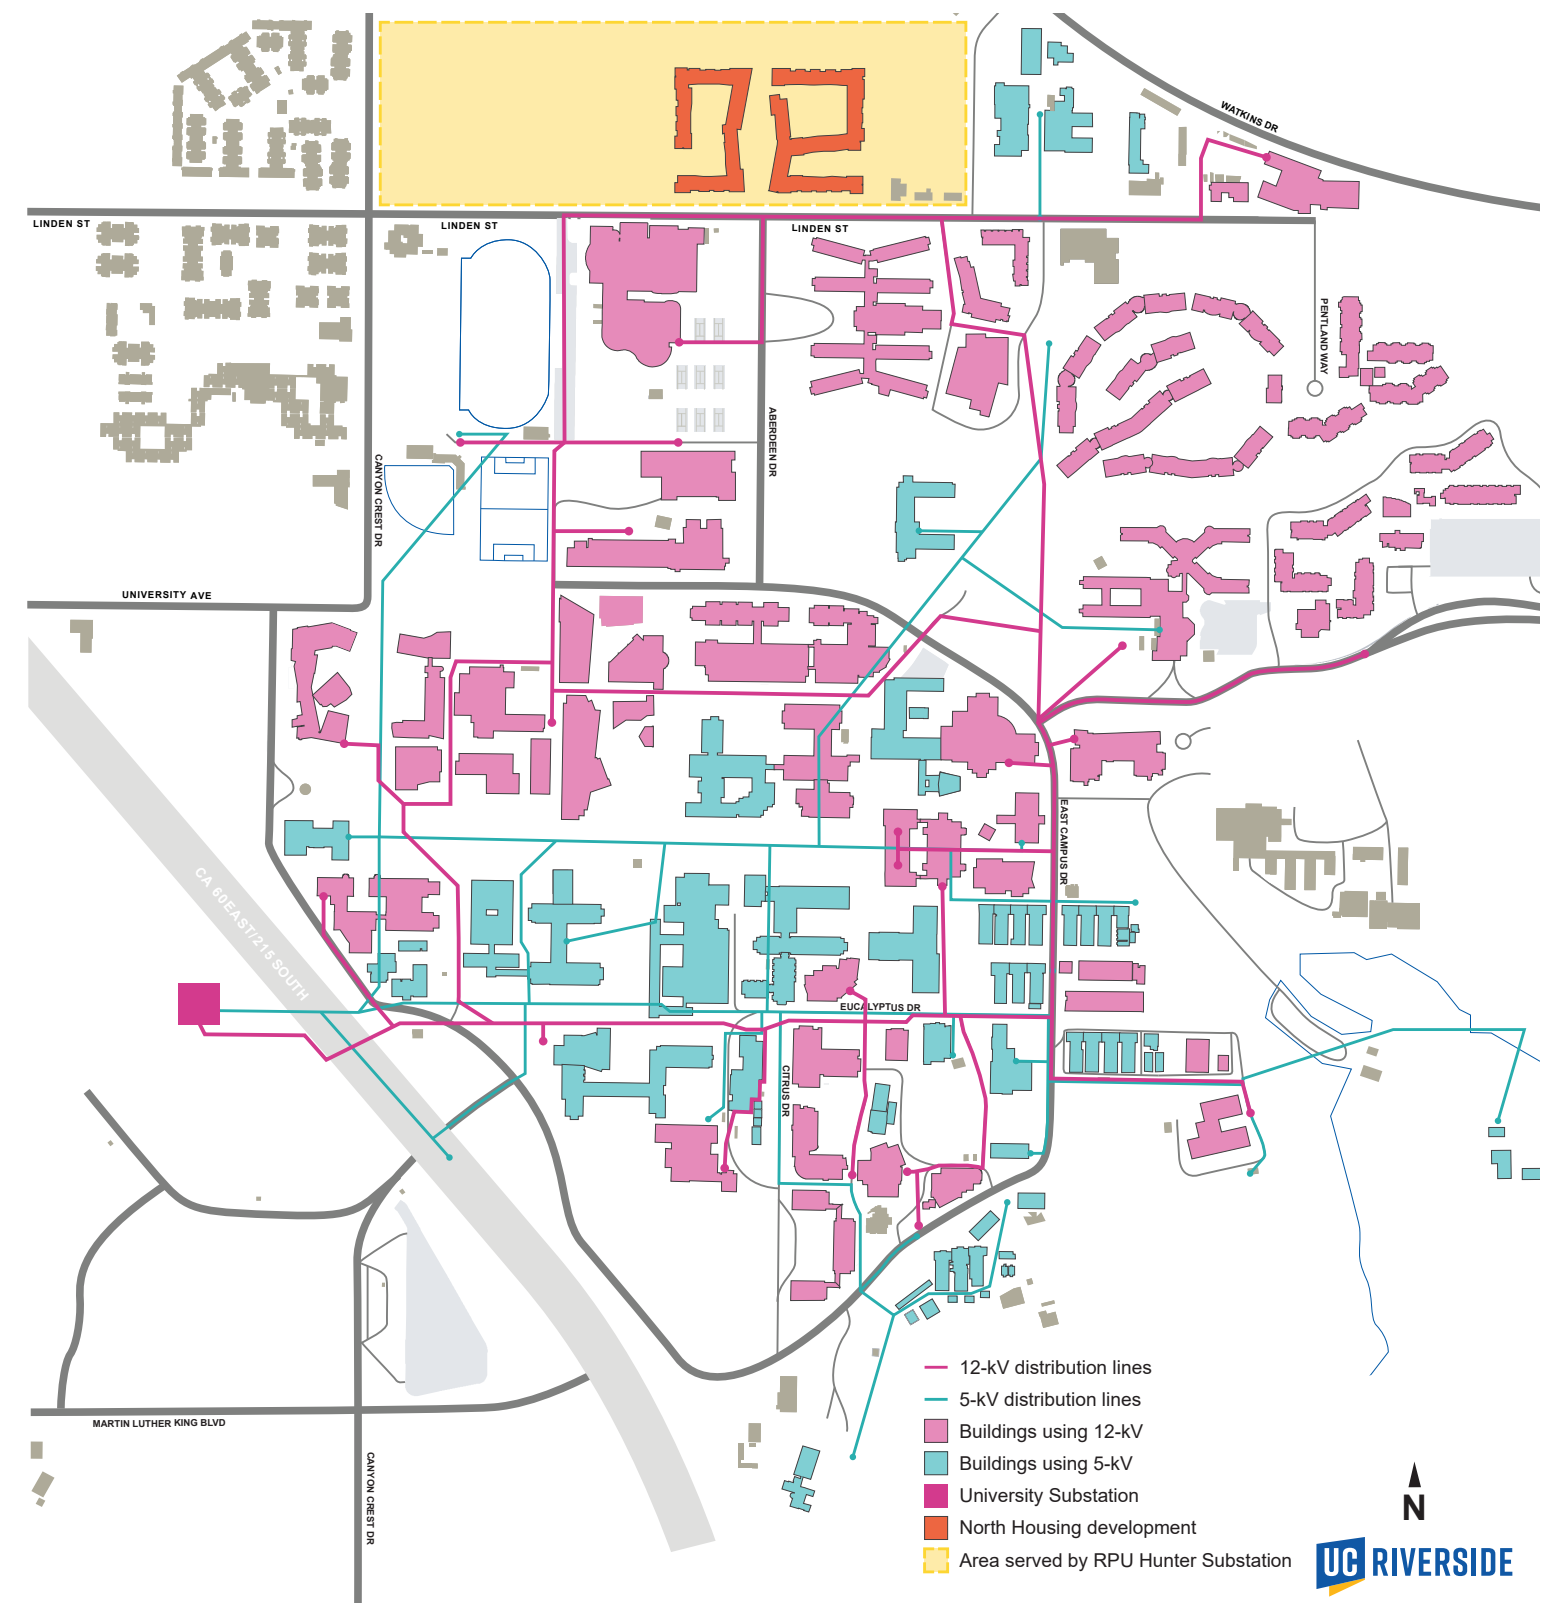 WATKINS DR
LINDEN ST
LINDEN ST
LINDEN ST
PENTLAND WAY
ABERDEEN DR
CANYON CREST DR
UNIVERSITY AVE
EAST CAMPUS DR
CA 60EAST/215 SOUTH
EUCALYPTUS DR
CITRUS DR
MARTIN LUTHER KING BLVD
CANYON CREST DR
12-kV distribution lines
5-kV distribution lines
Buildings using 12-kV
Buildings using 5-kV
University Substation
North Housing development
Area served by RPU Hunter Substation
N
UC RIVERSIDE